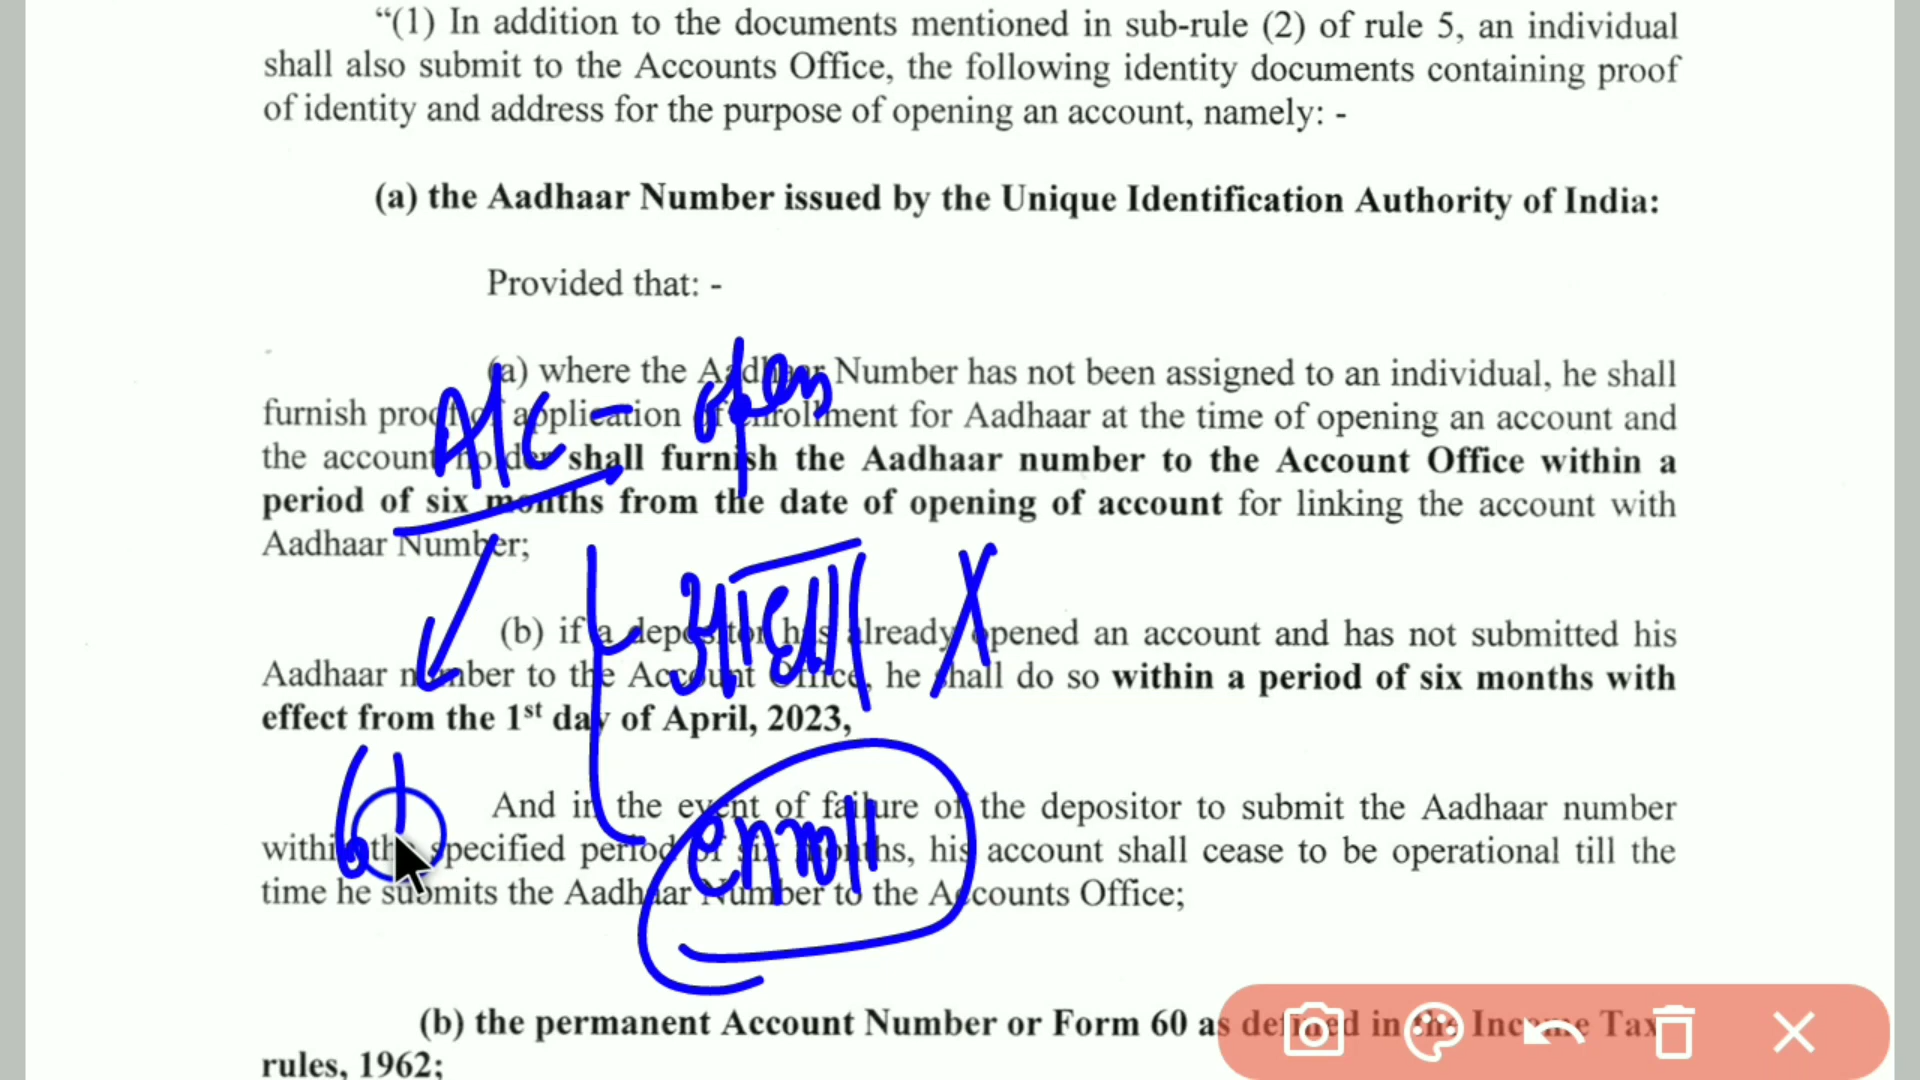 “(1) In addition to the documents mentioned in sub-rule (2) of rule 5, an individual
shall also submit to the Accounts Office, the following identity documents containing proof
of identity and address for the purpose of opening an account, namely: -
(a) the Aadhaar Number issued by the Unique Identification Authority of India:
Provided that: -
(a) where the Aadhaar Number has not been assigned to an individual, he shall
furnish proof of application of enrollment for Aadhaar at the time of opening an account and
the account holder shall furnish the Aadhaar number to the Account Office within a
period of six months from the date of opening of account for linking the account with
Aadhaar Number;
A/C - open
(b) if a depositor has already opened an account and has not submitted his
Aadhaar number to the Account Office, he shall do so within a period of six months with
effect from the 1st day of April, 2023,
आधार X
And in the event of failure of the depositor to submit the Aadhaar number
within the specified period of six months, his account shall cease to be operational till the
time he submits the Aadhaar Number to the Accounts Office;
6
enroll
(b) the permanent Account Number or Form 60 as defined in the Income Tax
rules, 1962;